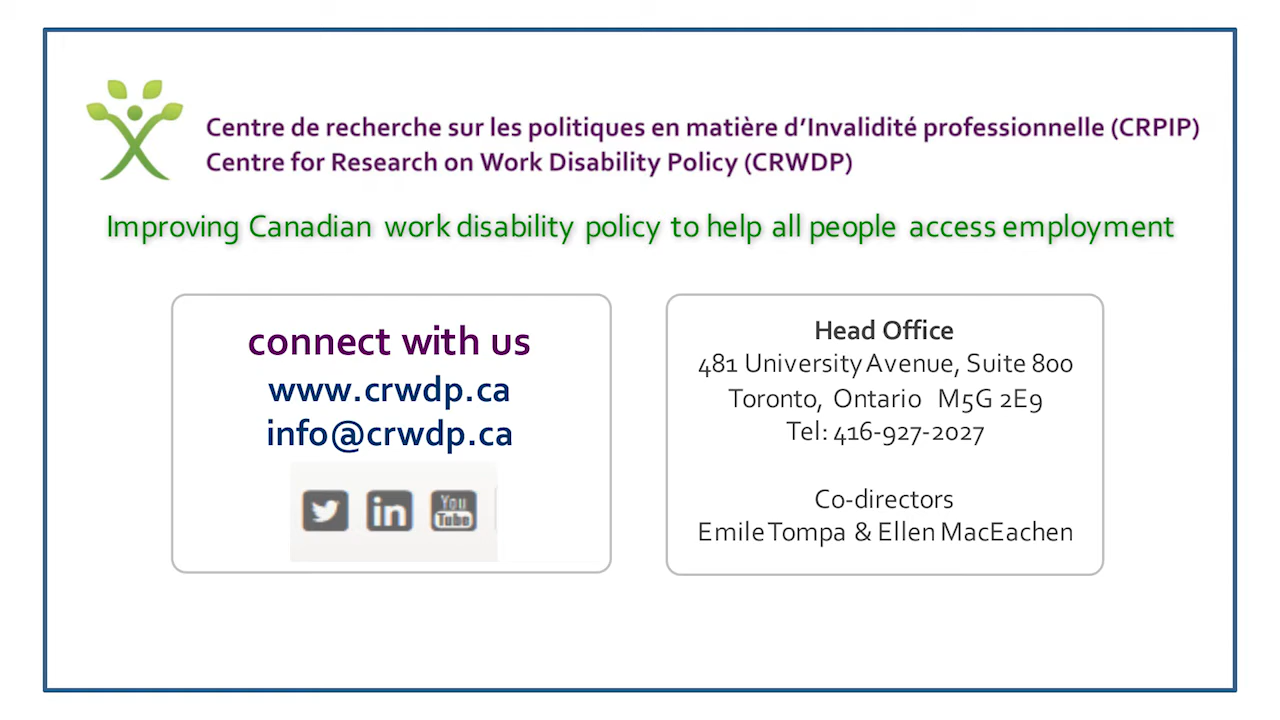 Centre de recherche sur les politiques en matière d’Invalidité professionnelle (CRPIP)
Centre for Research on Work Disability Policy (CRWDP)
Improving Canadian work disability policy to help all people access employment
connect with us
www.crwdp.ca
info@crwdp.ca
in
You
Tube
Head Office
481 University Avenue, Suite 800
Toronto, Ontario M5G 2E9
Tel: 416-927-2027
Co-directors
Emile Tompa & Ellen MacEachen